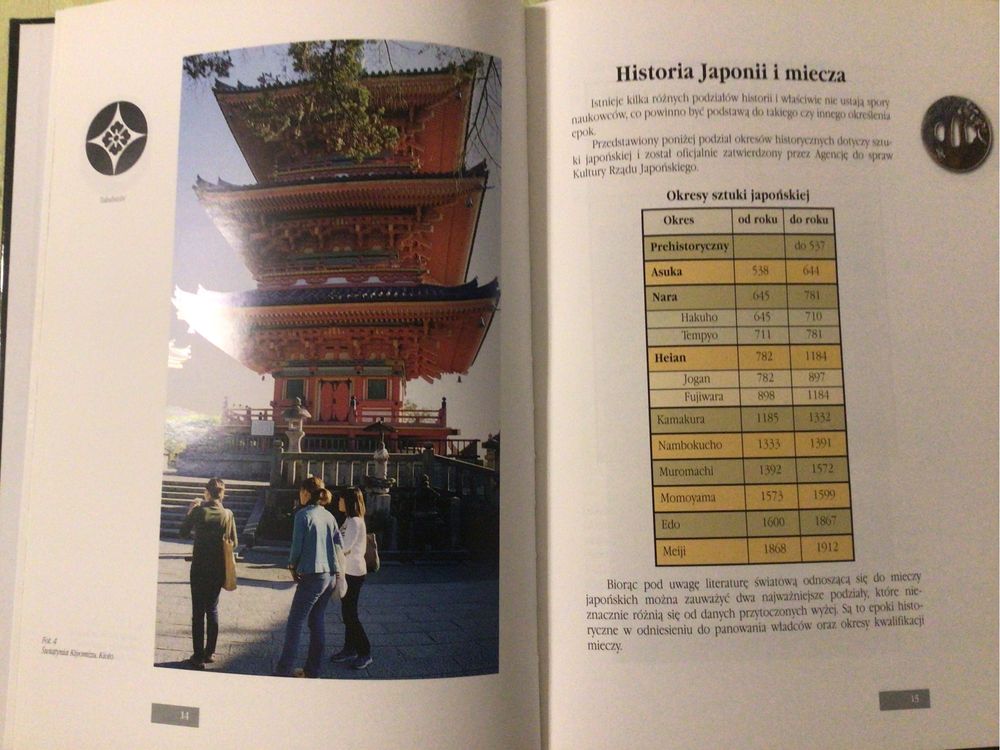 Fot. 4
Świątynia Kiyomizu, Kioto.
14
Historia Japonii i miecza
Istnieje kilka różnych podziałów historii i właściwie nie ustają spory
naukowców, co powinno być podstawą do takiego czy innego określenia
epok.
Przedstawiony poniżej podział okresów historycznych dotyczy sztu-
ki japońskiej i został oficjalnie zatwierdzony przez Agencję do spraw
Kultury Rządu Japońskiego.
Okresy sztuki japońskiej
Okres od roku do roku
Prehistoryczny do 537
Asuka 538 644
Nara 645 781
Hakuho 645 710
Tempyo 711 781
Heian 782 1184
Jogan 782 897
Fujiwara 898 1184
Kamakura 1185 1332
Nambokucho 1333 1391
Muromachi 1392 1572
Momoyama 1573 1599
Edo 1600 1867
Meiji 1868 1912
Biorąc pod uwagę literaturę światową odnoszącą się do mieczy
japońskich można zauważyć dwa najważniejsze podziały, które nie-
znacznie różnią się od danych przytoczonych wyżej. Są to epoki histo-
ryczne w odniesieniu do panowania władców oraz okresy kwalifikacji
mieczy.
15